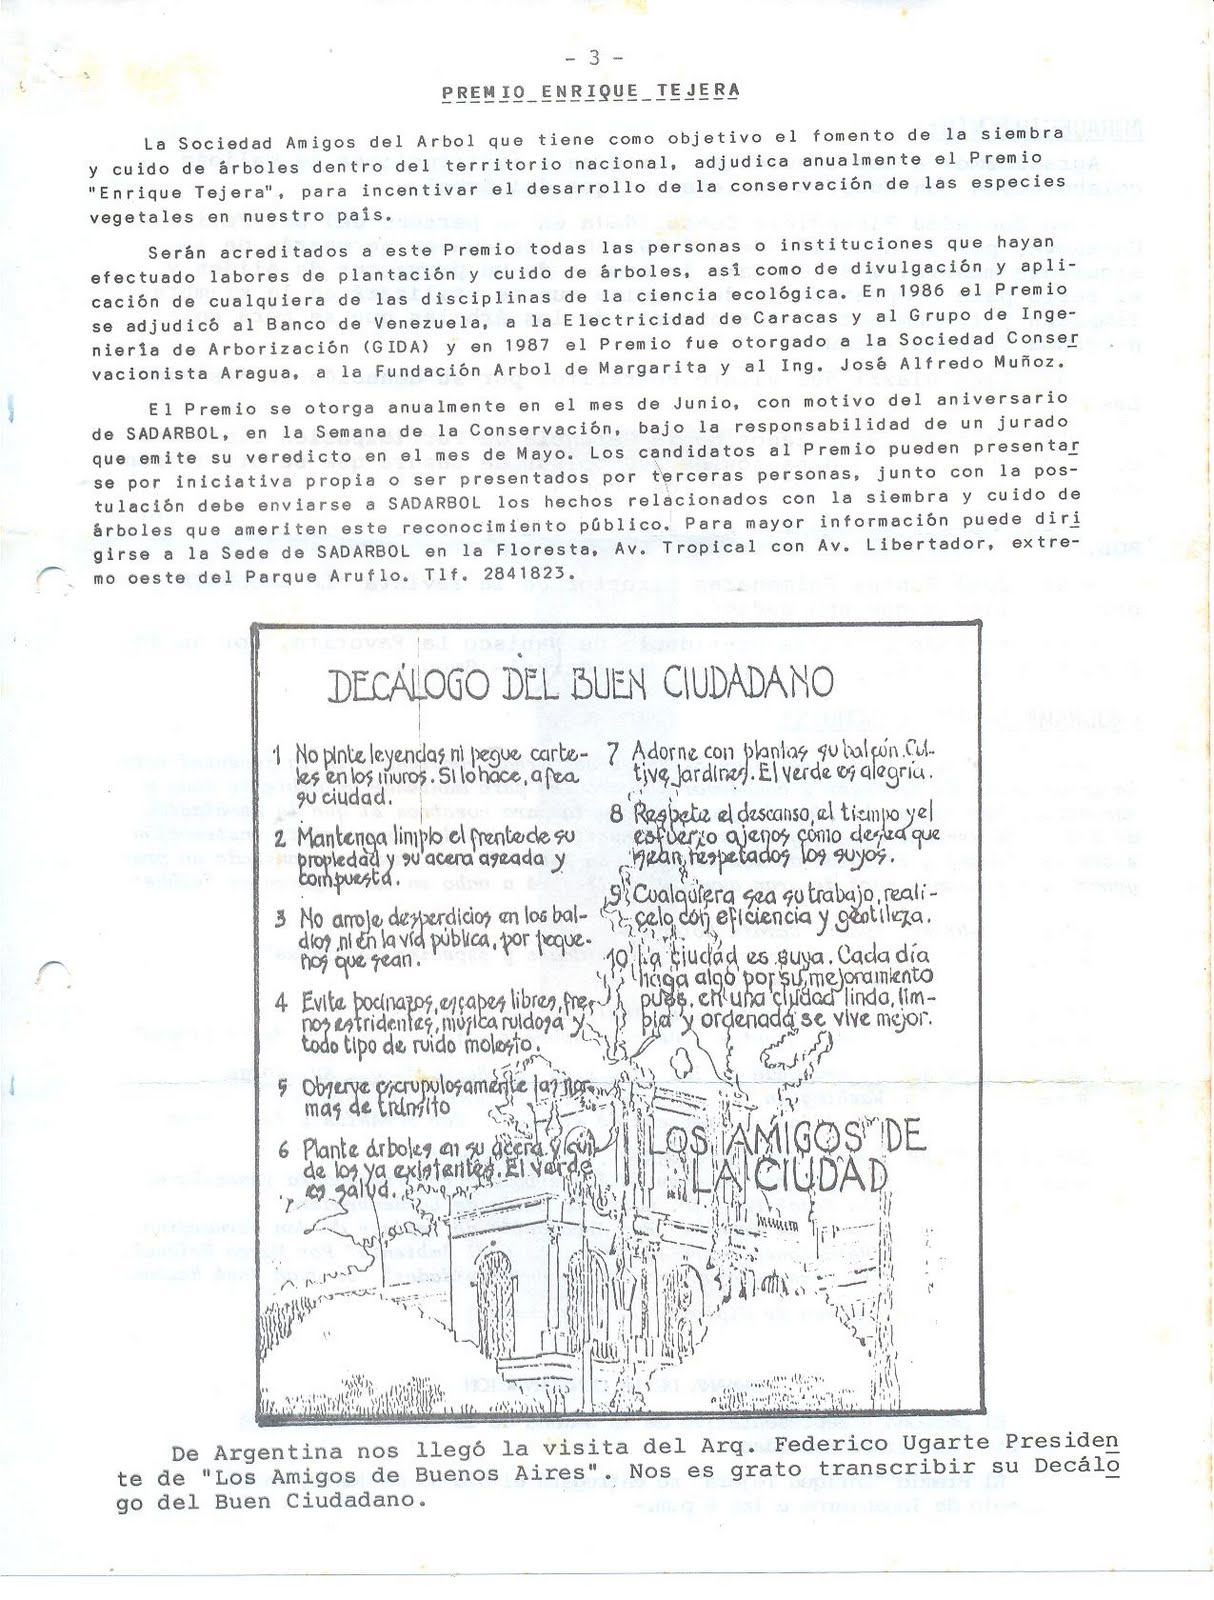 - 3 -
PREMIO ENRIQUE TEJERA
La Sociedad Amigos del Arbol que tiene como objetivo el fomento de la siembra
y cuido de árboles dentro del territorio nacional, adjudica anualmente el Premio
"Enrique Tejera", para incentivar el desarrollo de la conservación de las especies
vegetales en nuestro país.
Serán acreditados a este Premio todas las personas o instituciones que hayan
efectuado labores de plantación y cuido de árboles, así como de divulgación y apli-
cación de cualquiera de las disciplinas de la ciencia ecológica. En 1986 el Premio
se adjudicó al Banco de Venezuela, a la Electricidad de Caracas y al Grupo de Inge-
niería de Arborización (GIDA) y en 1987 el Premio fue otorgado a la Sociedad Conser
vacionista Aragua, a la Fundación Arbol de Margarita y al Ing. José Alfredo Muñoz.
El Premio se otorga anualmente en el mes de Junio, con motivo del aniversario
de SADARBOL, en la Semana de la Conservación, bajo la responsabilidad de un jurado
que emite su veredicto en el mes de Mayo. Los candidatos al Premio pueden presentar
se por iniciativa propia o ser presentados por terceras personas, junto con la pos-
tulación debe enviarse a SADARBOL los hechos relacionados con la siembra y cuido de
árboles que ameriten este reconocimiento público. Para mayor información puede diri
girse a la Sede de SADARBOL en la Floresta, Av. Tropical con Av. Libertador, extre-
mo oeste del Parque Aruflo. Tlf. 2841823.
DECÁLOGO DEL BUEN CIUDADANO
1 No pinte leyendas ni pegue carte-
les en los muros. Si lo hace, afea
su ciudad.
2 Mantenga limpio el frente de su
propiedad y su acera aseada y
compuesta.
3 No arroje desperdicios en los bal-
díos ni en la vía pública, por peque-
ños que sean.
4 Evite bocinazos, escapes libres, fre-
nos estridentes, música ruidosa y
todo tipo de ruido molesto.
5 Observe escrupulosamente las nor-
mas de tránsito
6 Plante árboles en su acera y cui-
de los ya existentes. El verde
es salud.
7 Adorne con plantas su balcón. Cul-
tive jardines. El verde es alegría.
8 Respete el descanso, el tiempo y el
esfuerzo ajenos como desea que
sean respetados los suyos.
9 Cualquiera sea su trabajo, realí-
celo con eficiencia y gentileza.
10 La ciudad es suya. Cada día
haga algo por su mejoramiento
pues, en una ciudad linda, lim-
pia y ordenada se vive mejor.
LOS AMIGOS DE
LA CIUDAD
De Argentina nos llegó la visita del Arq. Federico Ugarte Presiden
te de "Los Amigos de Buenos Aires". Nos es grato transcribir su Decálo
go del Buen Ciudadano.